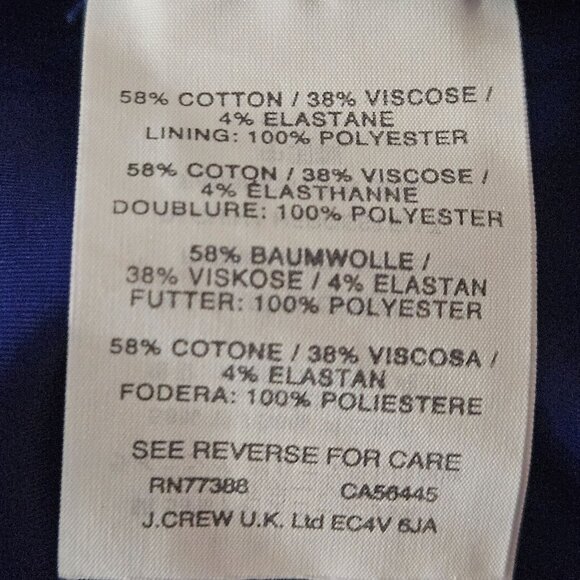 58% COTTON / 38% VISCOSE /
4% ELASTANE
LINING: 100% POLYESTER
58% COTON / 38% VISCOSE /
4% ÉLASTHANNE
DOUBLURE: 100% POLYESTER
58% BAUMWOLLE /
38% VISKOSE / 4% ELASTAN
FUTTER: 100% POLYESTER
58% COTONE / 38% VISCOSA /
4% ELASTAN
FODERA: 100% POLIESTERE
SEE REVERSE FOR CARE
RN77388 CA56445
J.CREW U.K. Ltd EC4V 6JA